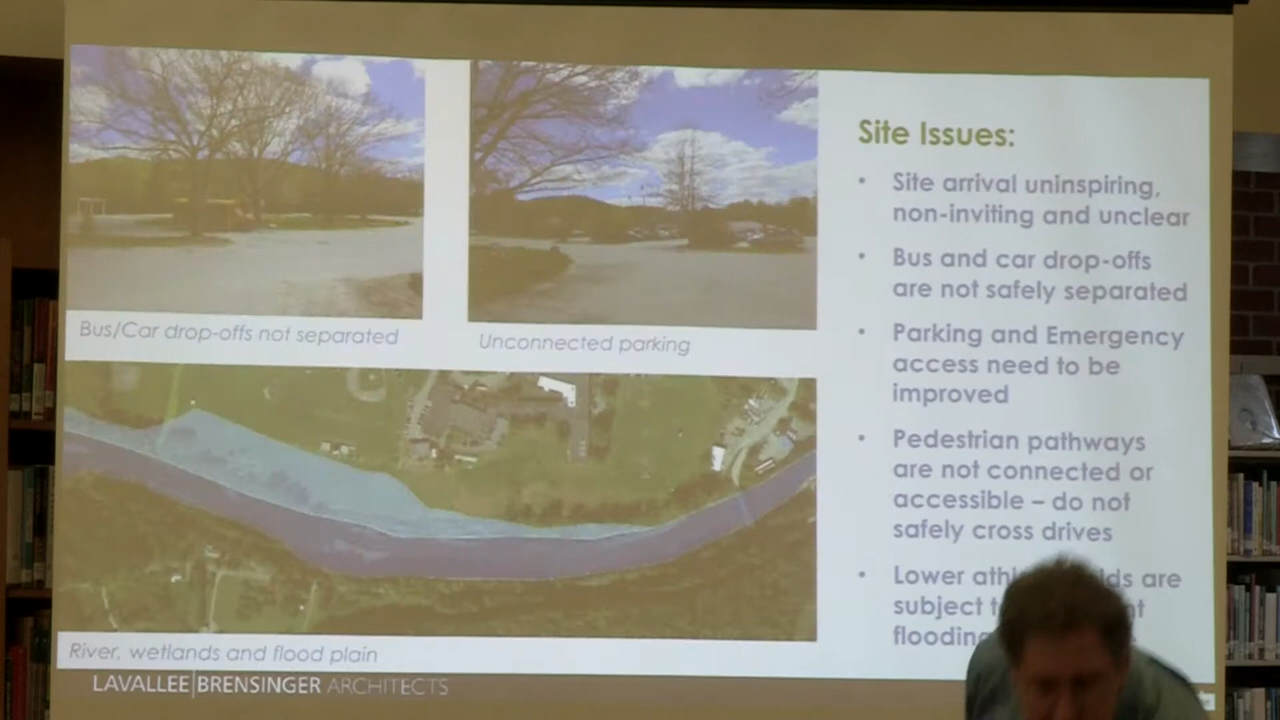 Site Issues:
• Site arrival uninspiring,
non-inviting and unclear
• Bus and car drop-offs
are not safely separated
• Parking and Emergency
access need to be
improved
• Pedestrian pathways
are not connected or
accessible – do not
safely cross drives
• Lower are
subject
flooding
Bus/Car drop-offs not separated
Unconnected parking
River, wetlands and flood plain
LAVALLEE|BRENSINGER ARCHITECTS